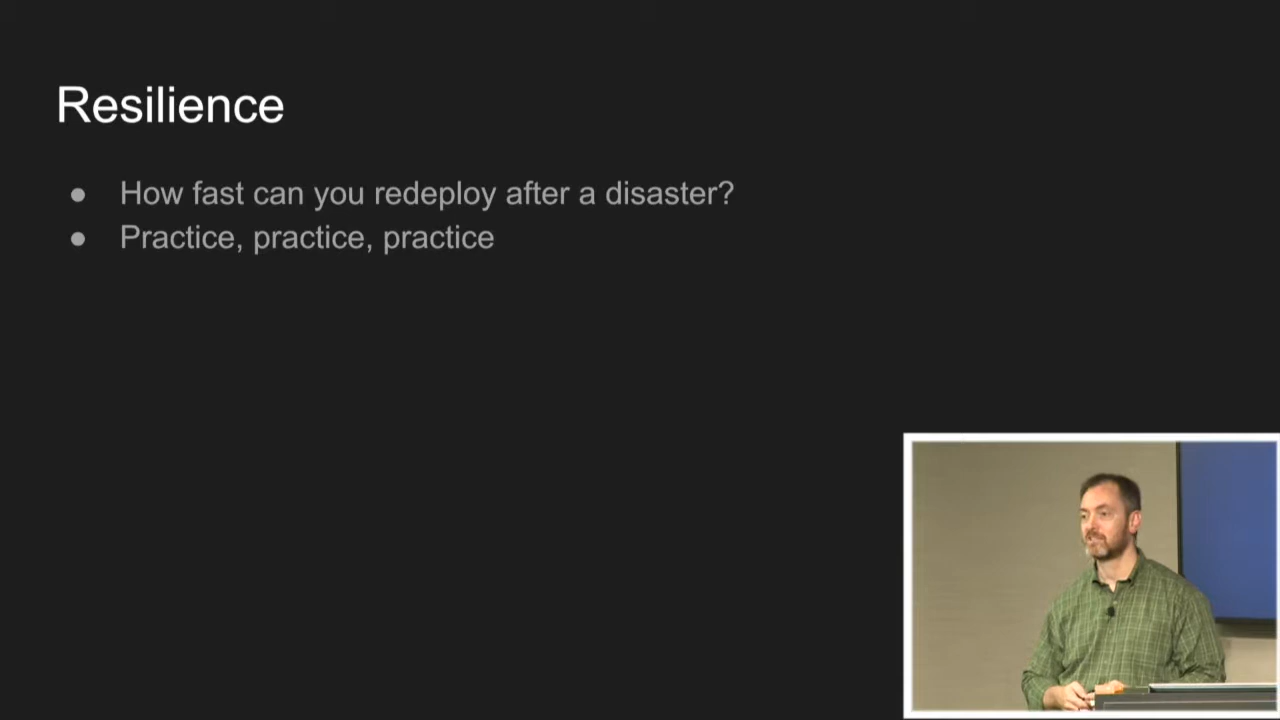 Resilience
● How fast can you redeploy after a disaster?
● Practice, practice, practice